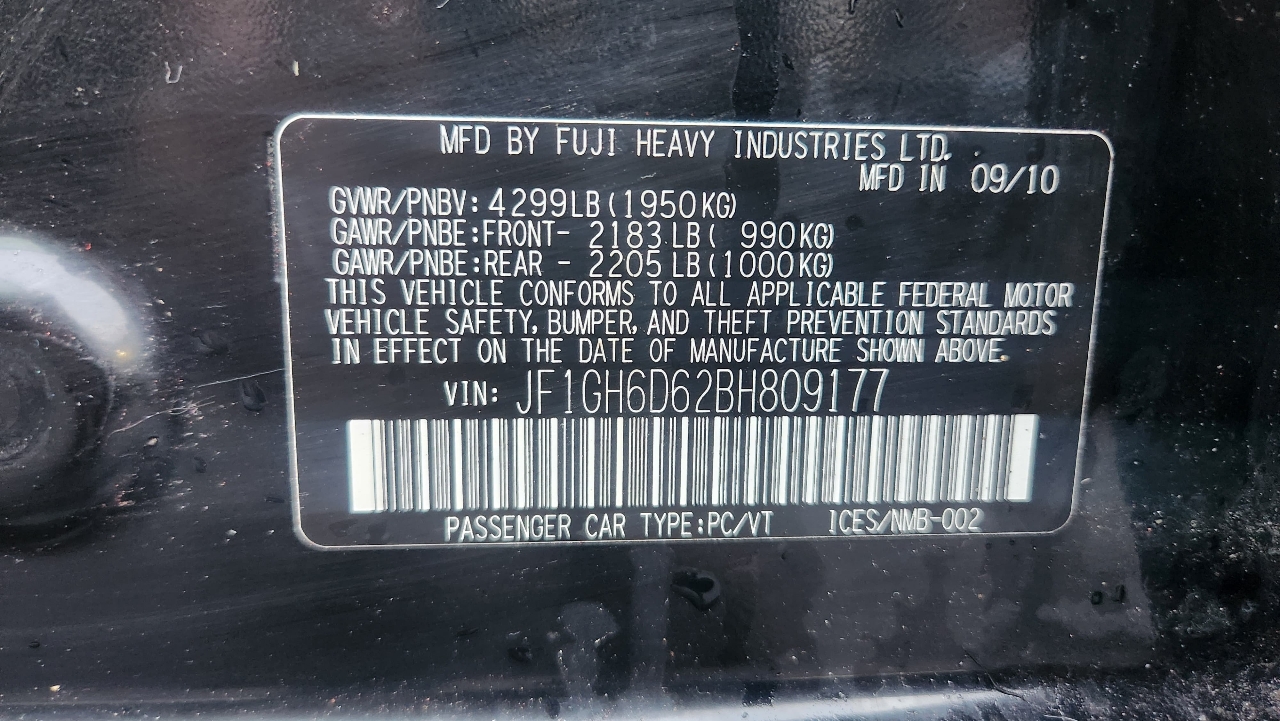 MFD BY FUJI HEAVY INDUSTRIES LTD.
MFD IN 09/10
GVWR/PNBV: 4299LB(1950KG)
GAWR/PNBE:FRONT- 2183LB( 990KG)
GAWR/PNBE:REAR - 2205LB(1000KG)
THIS VEHICLE CONFORMS TO ALL APPLICABLE FEDERAL MOTOR
VEHICLE SAFETY, BUMPER, AND THEFT PREVENTION STANDARDS
IN EFFECT ON THE DATE OF MANUFACTURE SHOWN ABOVE.
VIN: JF1GH6D62BH809177
PASSENGER CAR TYPE:PC/VT ICES/NMB-002